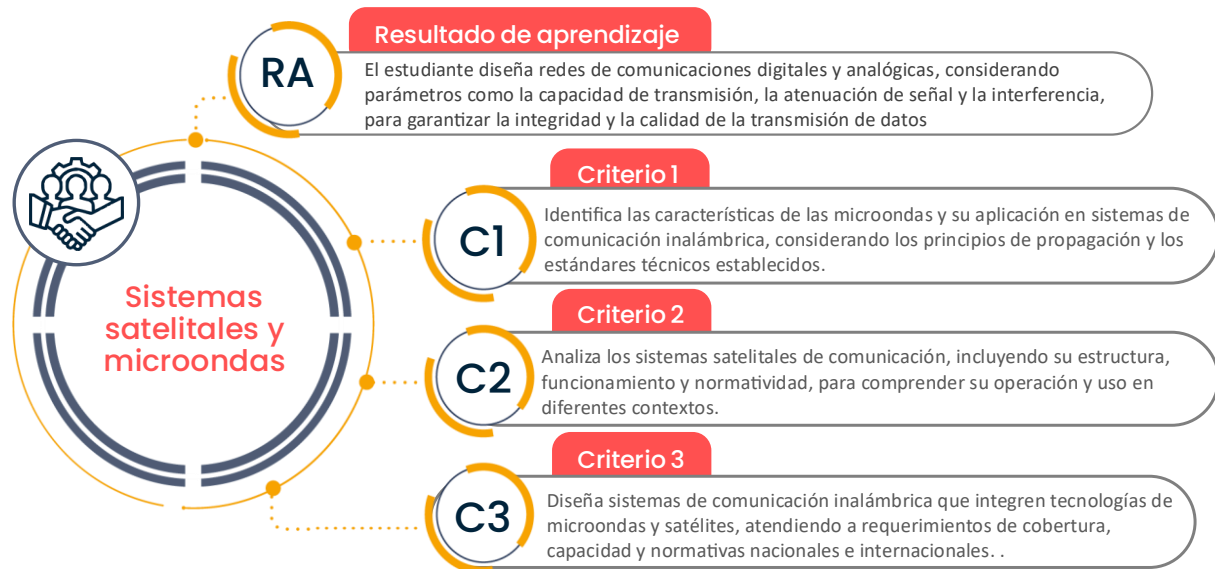 Resultado de aprendizaje
RA
El estudiante diseña redes de comunicaciones digitales y analógicas, considerando
parámetros como la capacidad de transmisión, la atenuación de señal y la interferencia,
para garantizar la integridad y la calidad de la transmisión de datos
Sistemas
satelitales y
microondas
Criterio 1
C1
Identifica las características de las microondas y su aplicación en sistemas de
comunicación inalámbrica, considerando los principios de propagación y los
estándares técnicos establecidos.
Criterio 2
C2
Analiza los sistemas satelitales de comunicación, incluyendo su estructura,
funcionamiento y normatividad, para comprender su operación y uso en
diferentes contextos.
Criterio 3
C3
Diseña sistemas de comunicación inalámbrica que integren tecnologías de
microondas y satélites, atendiendo a requerimientos de cobertura,
capacidad y normativas nacionales e internacionales. .